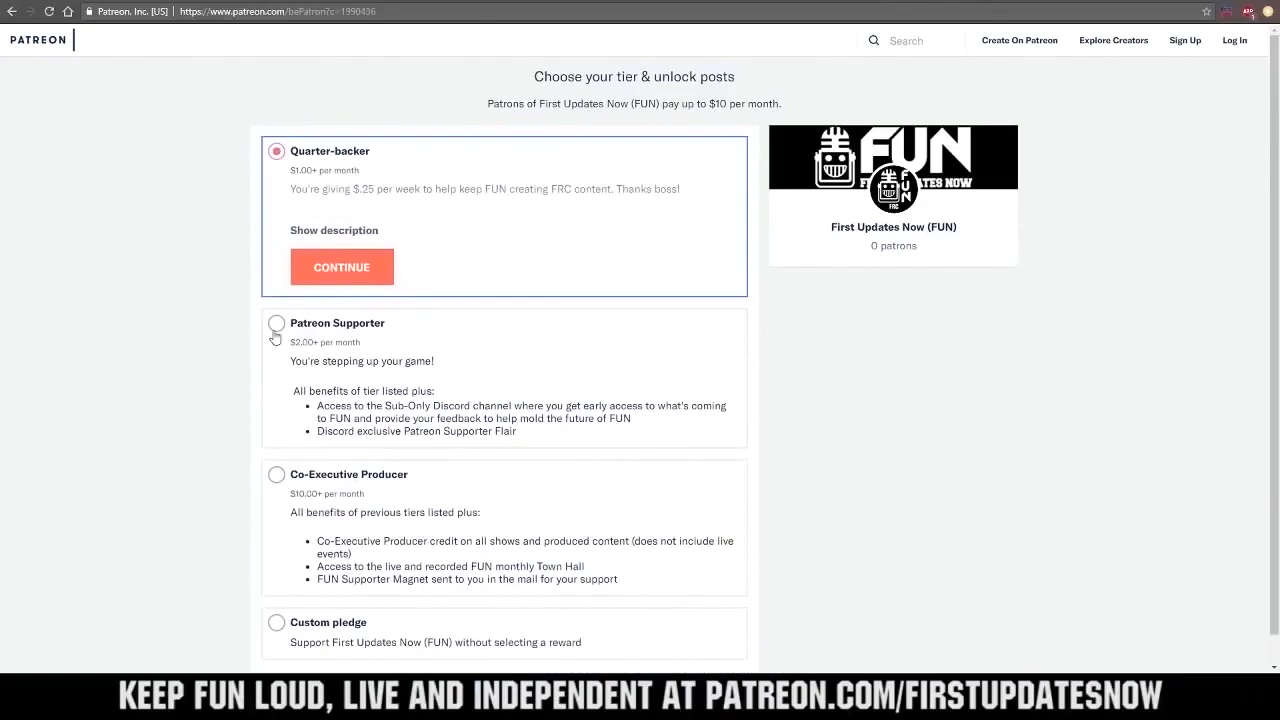 Patreon, Inc. [US] | https://www.patreon.com/bePatron?c=1990436
PATREON
Search
Create On Patreon
Explore Creators
Sign Up
Log In
Choose your tier & unlock posts
Patrons of First Updates Now (FUN) pay up to $10 per month.
Quarter-backer
$1.00+ per month
You're giving $.25 per week to help keep FUN creating FRC content. Thanks boss!
Show description
CONTINUE
FUN
FUN
FRC
First Updates Now (FUN)
0 patrons
Patreon Supporter
$2.00+ per month
You're stepping up your game!
All benefits of tier listed plus:
• Access to the Sub-Only Discord channel where you get early access to what's coming
to FUN and provide your feedback to help mold the future of FUN
• Discord exclusive Patreon Supporter Flair
Co-Executive Producer
$10.00+ per month
All benefits of previous tiers listed plus:
• Co-Executive Producer credit on all shows and produced content (does not include live
events)
• Access to the live and recorded FUN monthly Town Hall
• FUN Supporter Magnet sent to you in the mail for your support
Custom pledge
Support First Updates Now (FUN) without selecting a reward
KEEP FUN LOUD, LIVE AND INDEPENDENT AT PATREON.COM/FIRSTUPDATESNOW